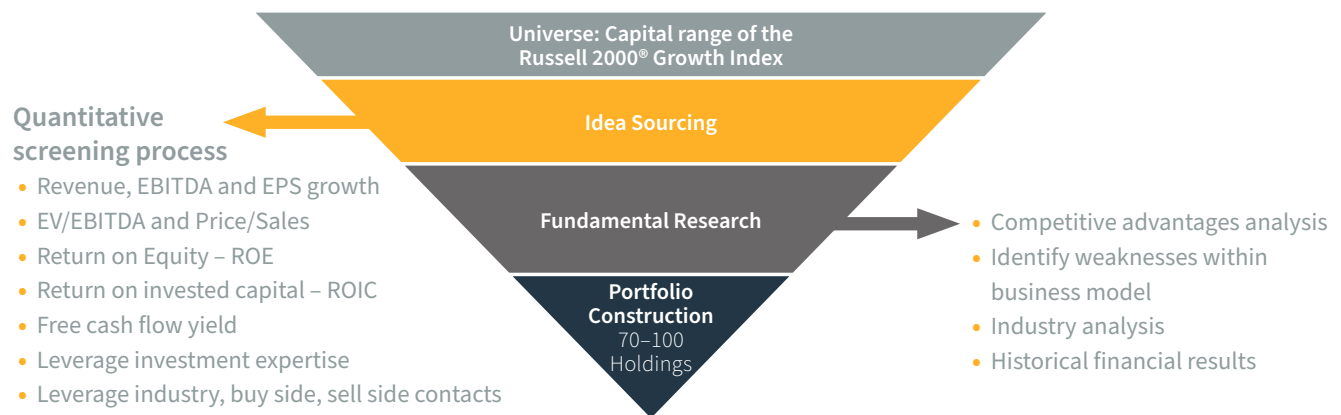 Universe: Capital range of the
Russell 2000® Growth Index
Idea Sourcing
Quantitative
screening process
• Revenue, EBITDA and EPS growth
• EV/EBITDA and Price/Sales
• Return on Equity – ROE
• Return on invested capital – ROIC
• Free cash flow yield
• Leverage investment expertise
• Leverage industry, buy side, sell side contacts
Fundamental Research
• Competitive advantages analysis
• Identify weaknesses within
business model
• Industry analysis
• Historical financial results
Portfolio
Construction
70–100
Holdings